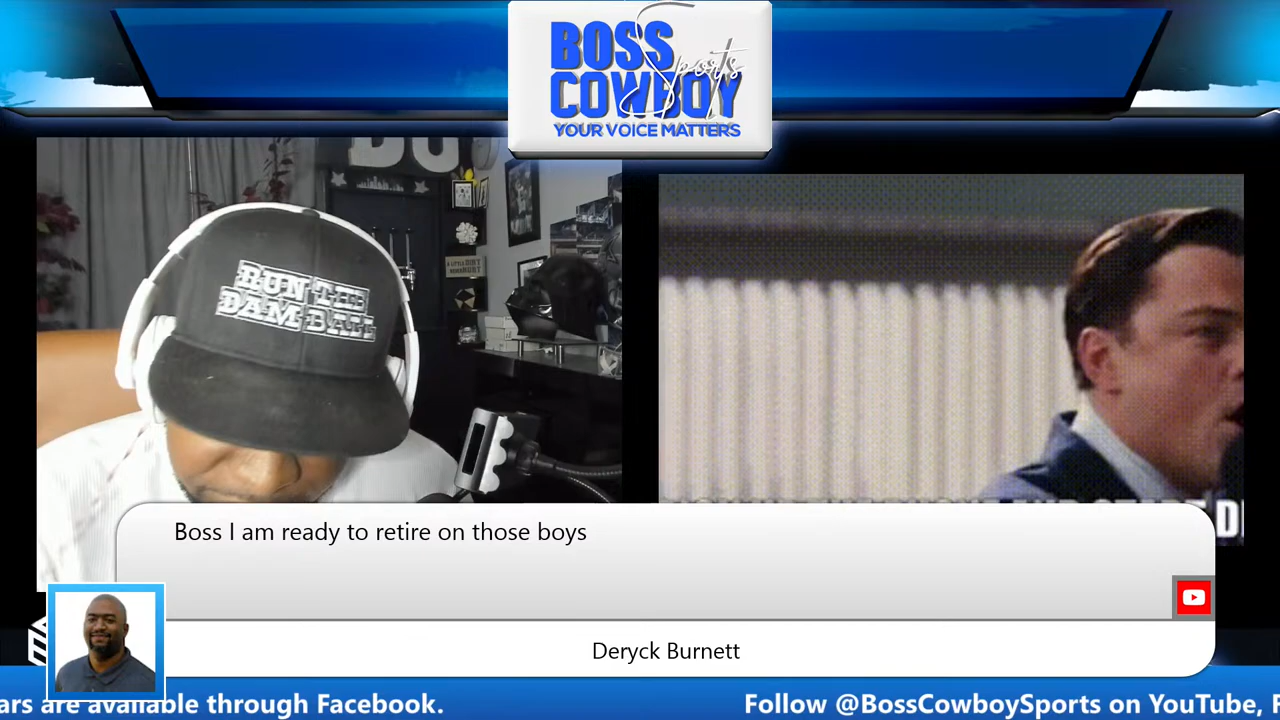 BOSS
Sports
COWBOY
YOUR VOICE MATTERS
RUN THE
DAM BALL
Boss I am ready to retire on those boys
Deryck Burnett
ars are available through Facebook.
Follow @BossCowboySports on YouTube, F